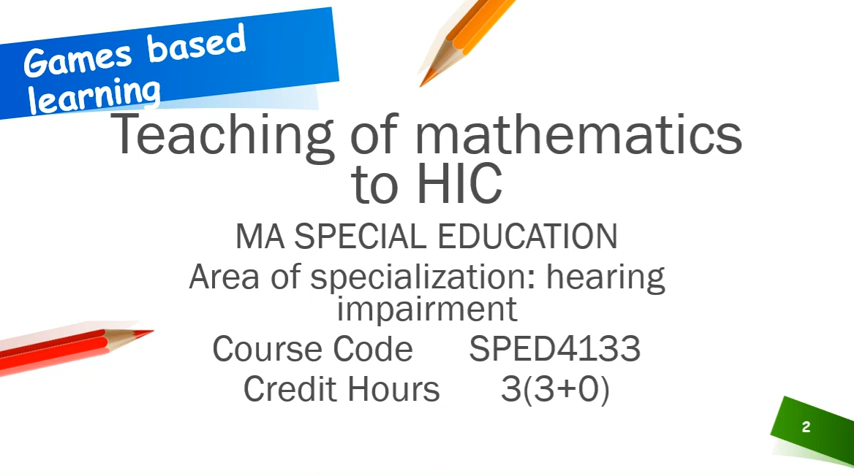 Games based
learning
Teaching of mathematics
to HIC
MA SPECIAL EDUCATION
Area of specialization: hearing
impairment
Course Code SPED4133
Credit Hours 3(3+0)
2